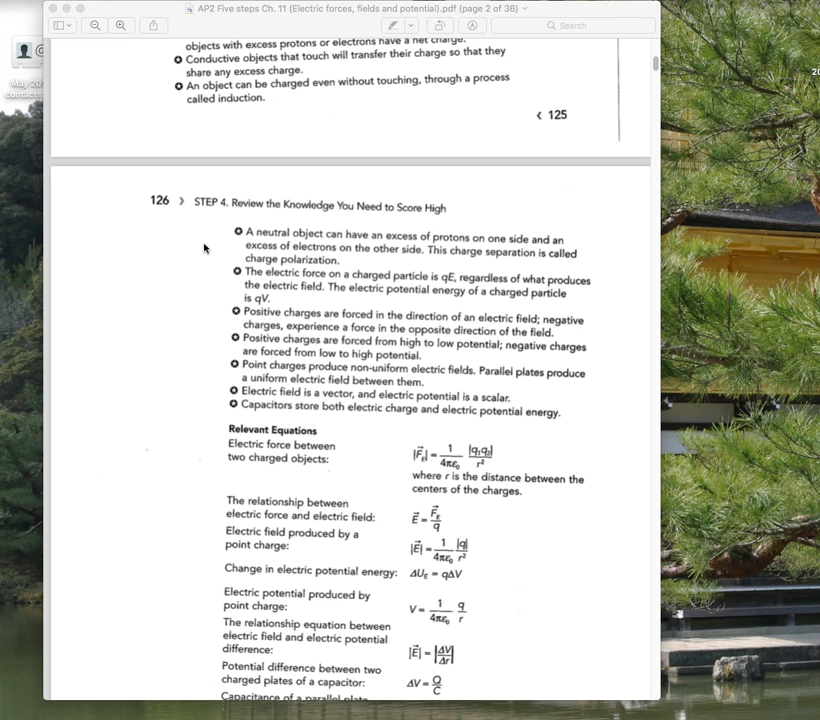 AP2 Five steps Ch. 11 (Electric forces, fields and potential).pdf (page 2 of 36)
Search
May 20
contacts
20
objects with excess protons or electrons have a net charge.
Conductive objects that touch will transfer their charge so that they
share any excess charge.
An object can be charged even without touching, through a process
called induction.
‹ 125
126 › STEP 4. Review the Knowledge You Need to Score High
A neutral object can have an excess of protons on one side and an
excess of electrons on the other side. This charge separation is called
charge polarization.
The electric force on a charged particle is qE, regardless of what produces
the electric field. The electric potential energy of a charged particle
is qV.
Positive charges are forced in the direction of an electric field; negative
charges, experience a force in the opposite direction of the field.
Positive charges are forced from high to low potential; negative charges
are forced from low to high potential.
Point charges produce non-uniform electric fields. Parallel plates produce
a uniform electric field between them.
Electric field is a vector, and electric potential is a scalar.
Capacitors store both electric charge and electric potential energy.
Relevant Equations
Electric force between
two charged objects:
|F⃗_E| = 1/(4πε₀) |q₁q₂|/r²
where r is the distance between the
centers of the charges.
The relationship between
electric force and electric field:
E⃗ = F⃗_E/q
Electric field produced by a
point charge:
|E⃗| = 1/(4πε₀) |q|/r²
Change in electric potential energy: ΔU_E = qΔV
Electric potential produced by
point charge:
V = 1/(4πε₀) q/r
The relationship equation between
electric field and electric potential
difference:
|E⃗| = |ΔV/Δr|
Potential difference between two
charged plates of a capacitor:
ΔV = Q/C
Capacitance of a parallel plate